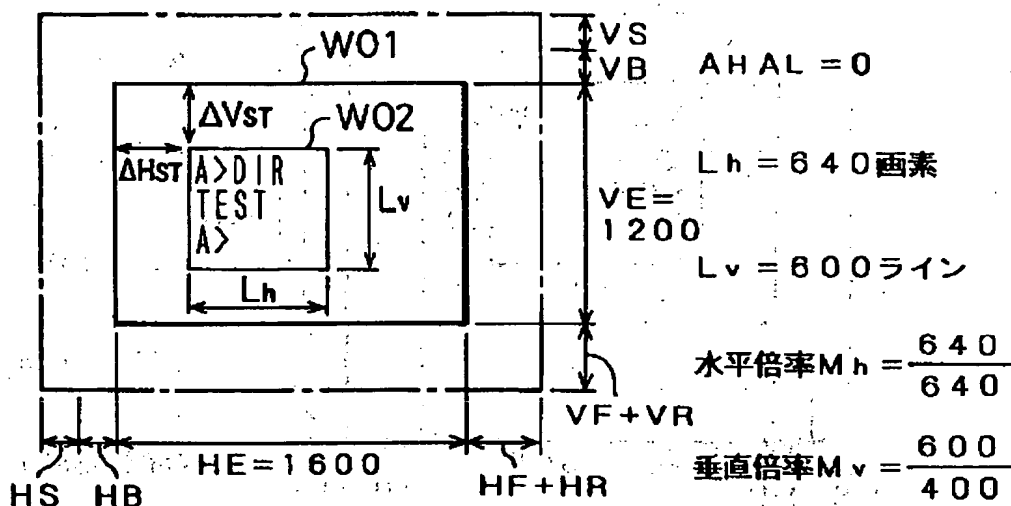 VS
W01
VB
AHAL=0
ΔVST
W02
ΔHST
A>DIR
TEST
A>
Lv
Lh
Lh=640画素
VE=
1200
Lv=600ライン
水平倍率Mh=640/640
VF+VR
HE=1600
HS
HB
HF+HR
垂直倍率Mv=600/400